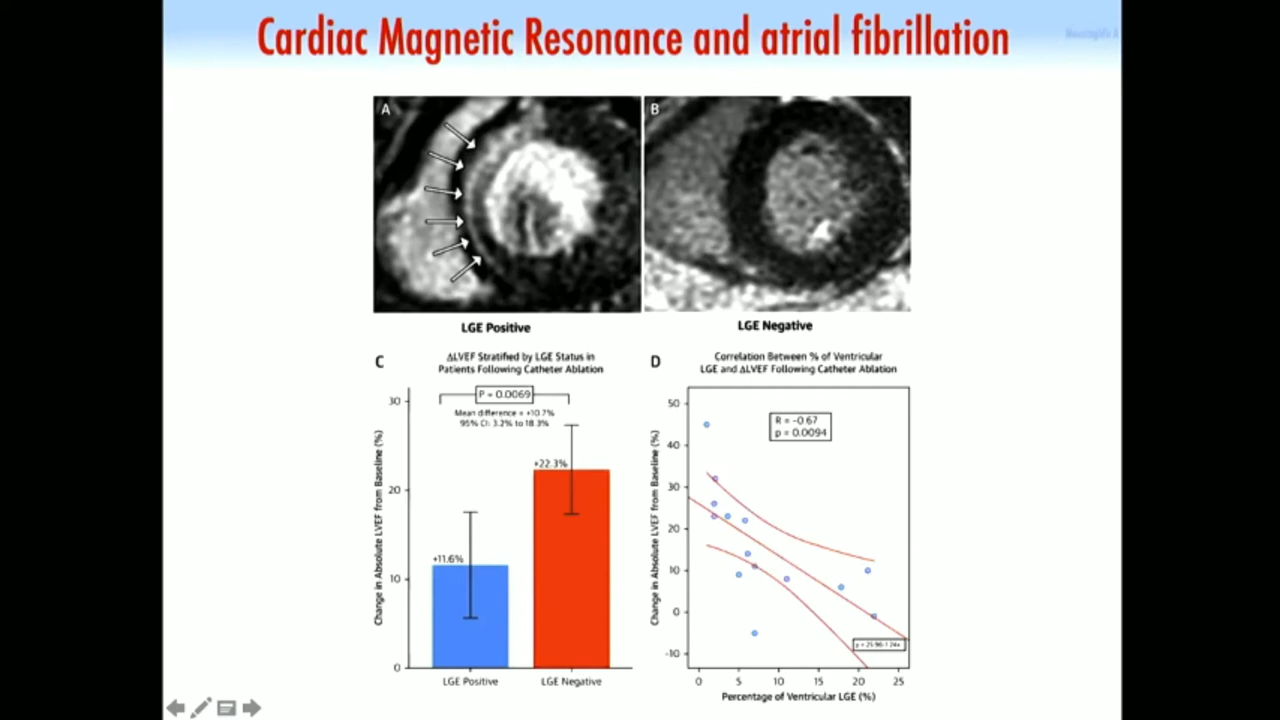 Cardiac Magnetic Resonance and atrial fibrillation
A
B
LGE Positive
LGE Negative
C
ΔLVEF Stratified by LGE Status in
Patients Following Catheter Ablation
P = 0.0069
Mean difference = +10.7%
95% CI: 3.2% to 18.3%
+11.6%
+22.3%
Change in Absolute LVEF from Baseline (%)
30
20
10
0
LGE Positive
LGE Negative
D
Correlation Between % of Ventricular
LGE and ΔLVEF Following Catheter Ablation
R = -0.67
p = 0.0094
Change in Absolute LVEF from Baseline (%)
50
40
30
20
10
0
-10
0
5
10
15
20
25
Percentage of Ventricular LGE (%)